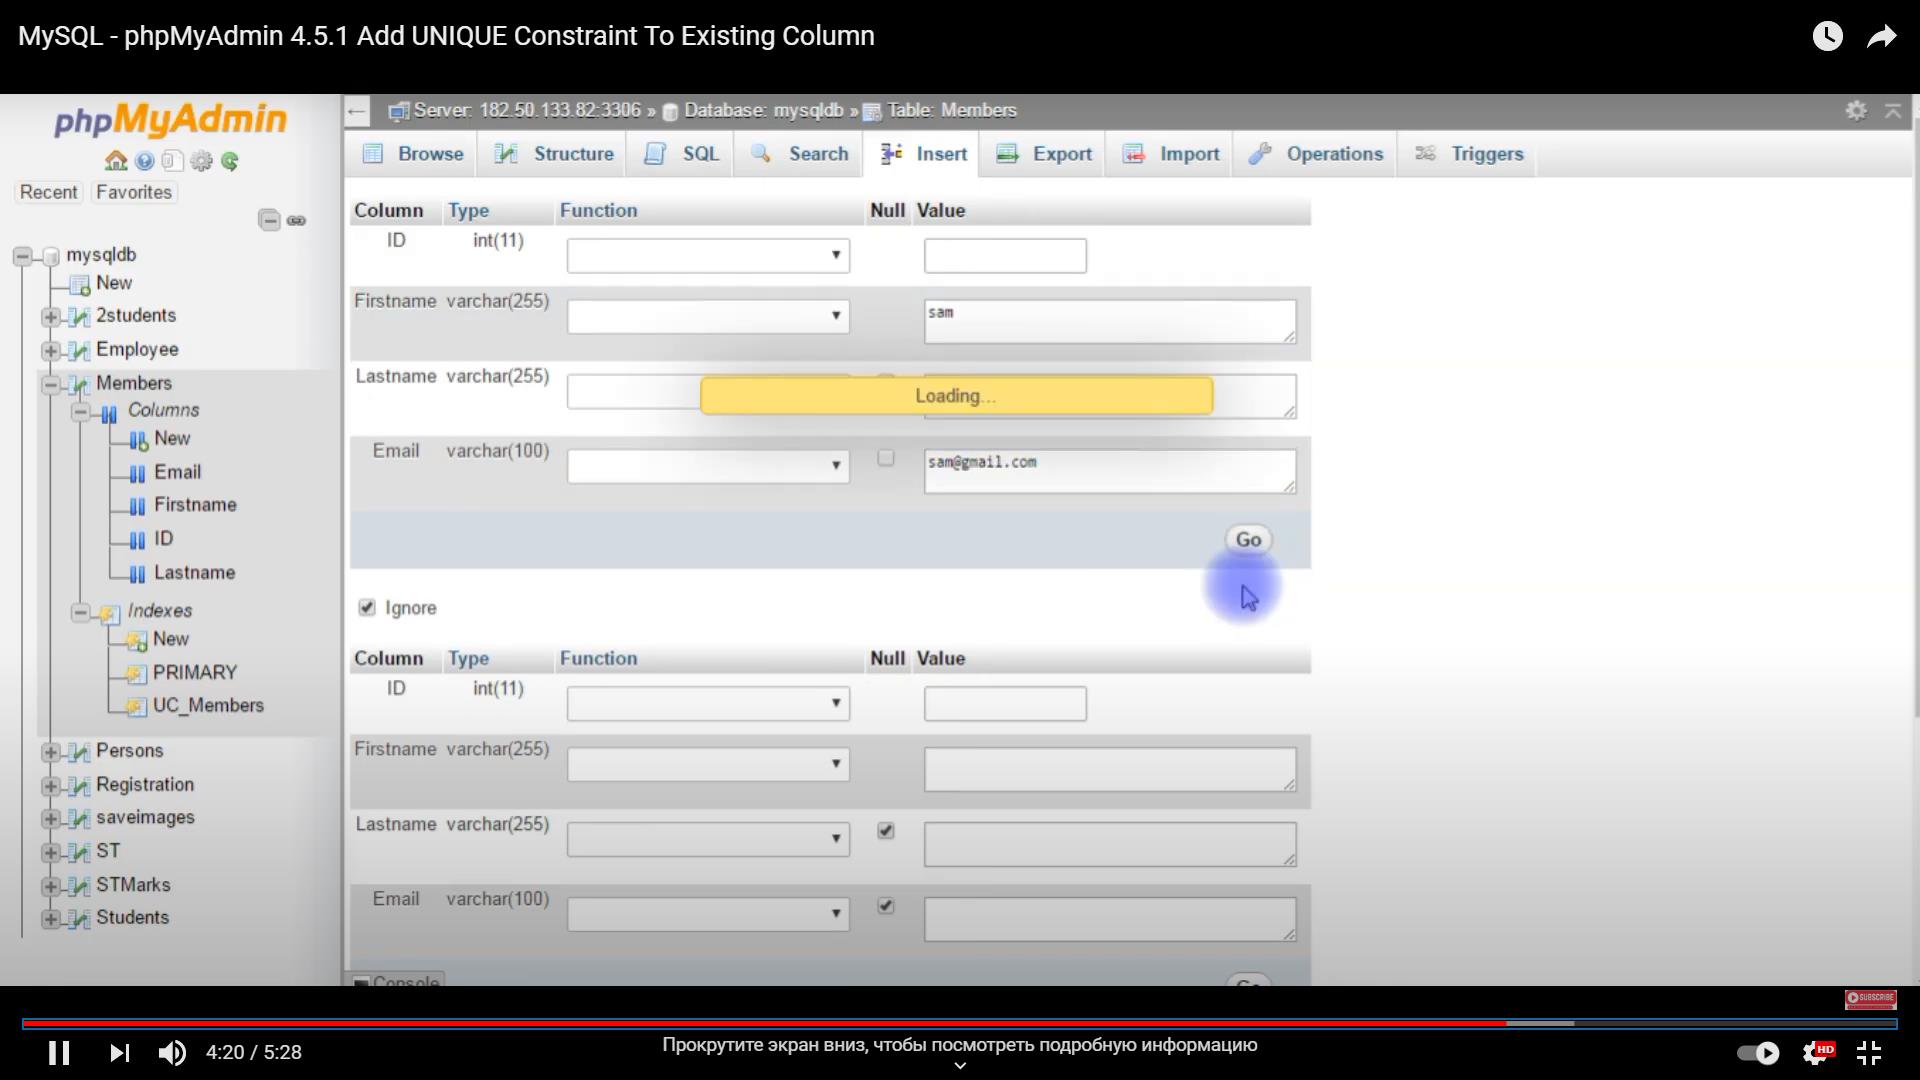 MySQL - phpMyAdmin 4.5.1 Add UNIQUE Constraint To Existing Column
phpMyAdmin
Recent Favorites
mysqldb
New
2students
Employee
Members
Columns
New
Email
Firstname
ID
Lastname
Indexes
New
PRIMARY
UC_Members
Persons
Registration
saveimages
ST
STMarks
Students
Server: 182.50.133.82:3306 » Database: mysqldb » Table: Members
Browse Structure SQL Search Insert Export Import Operations Triggers
Column Type Function Null Value
ID int(11)
Firstname varchar(255) sam
Lastname varchar(255)
Loading...
Email varchar(100) sam@gmail.com
Go
Ignore
Column Type Function Null Value
ID int(11)
Firstname varchar(255)
Lastname varchar(255)
Email varchar(100)
Console
Go
SUBSCRIBE
4:20 / 5:28
Прокрутите экран вниз, чтобы посмотреть подробную информацию
HD